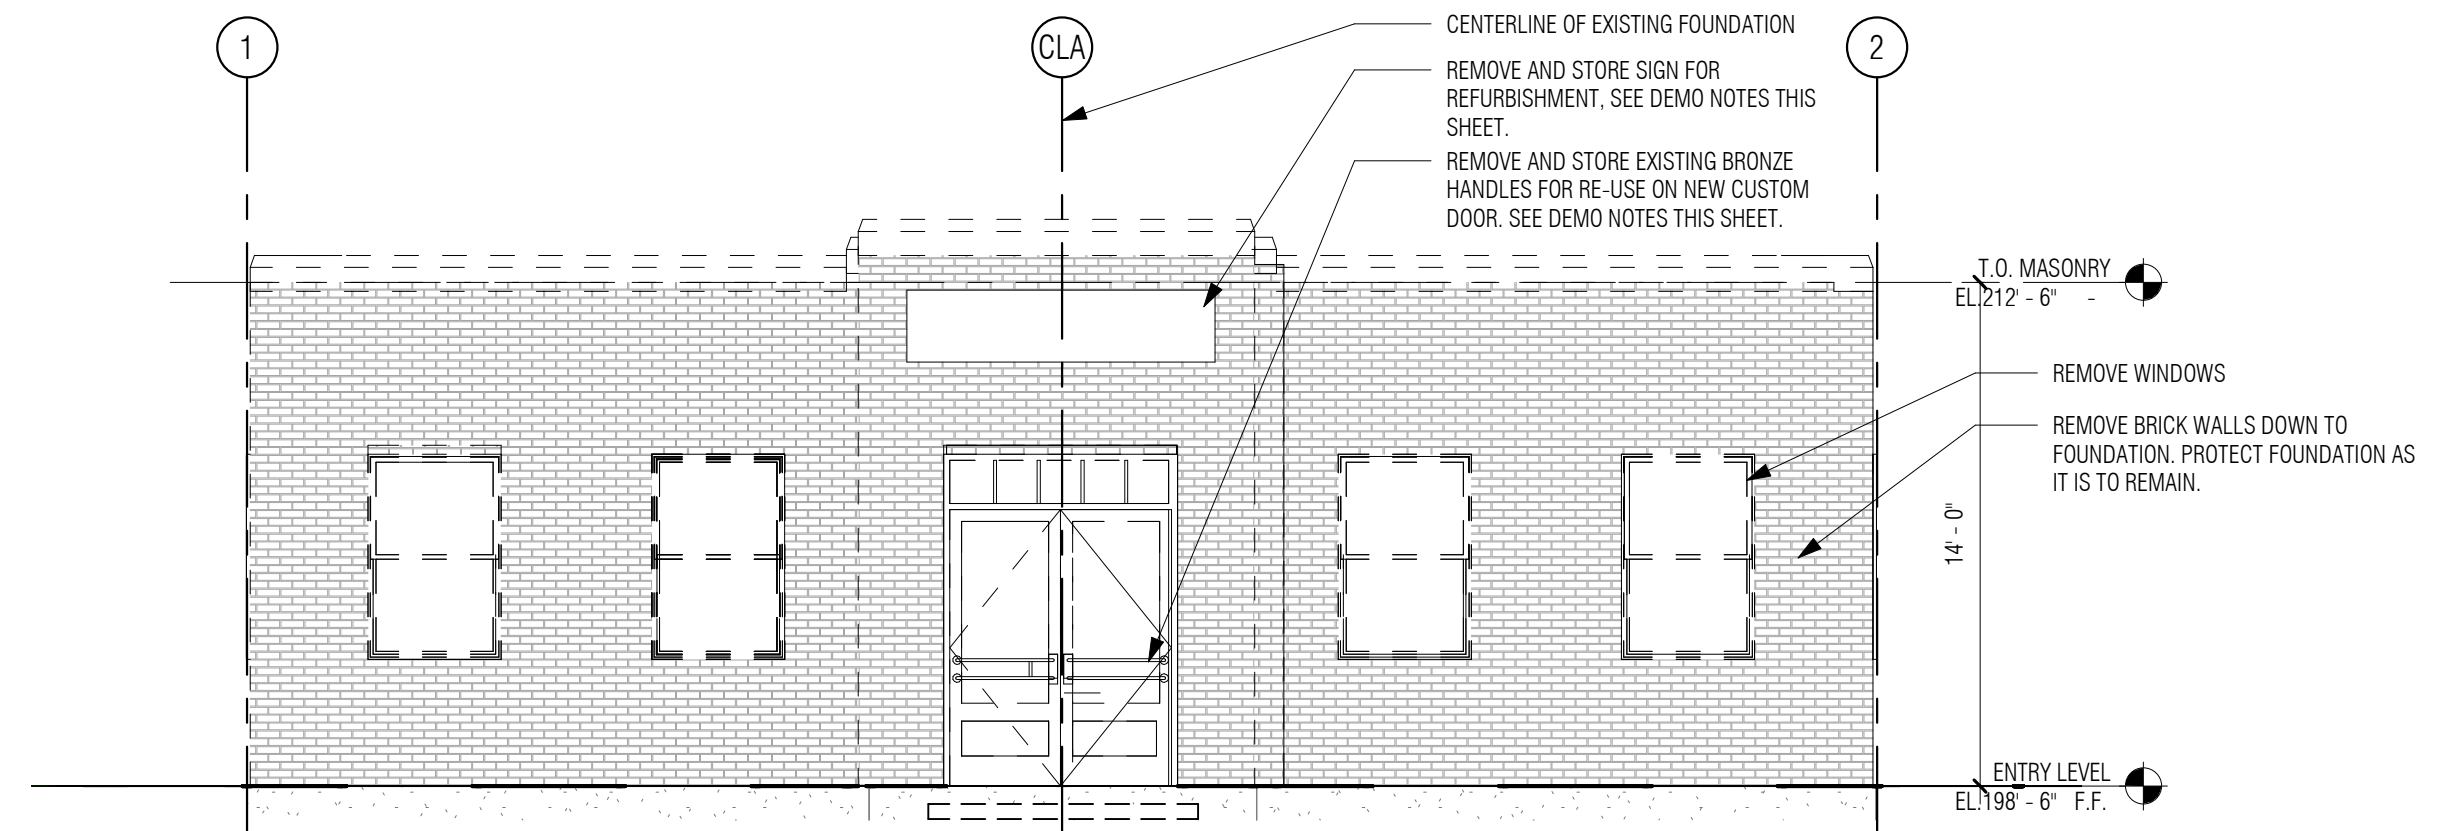 1
CLA
2
CENTERLINE OF EXISTING FOUNDATION
REMOVE AND STORE SIGN FOR
REFURBISHMENT, SEE DEMO NOTES THIS
SHEET.
REMOVE AND STORE EXISTING BRONZE
HANDLES FOR RE-USE ON NEW CUSTOM
DOOR. SEE DEMO NOTES THIS SHEET.
T.O. MASONRY
EL.212' - 6" -
REMOVE WINDOWS
REMOVE BRICK WALLS DOWN TO
FOUNDATION. PROTECT FOUNDATION AS
IT IS TO REMAIN.
14' - 0"
ENTRY LEVEL
EL.198' - 6" F.F.